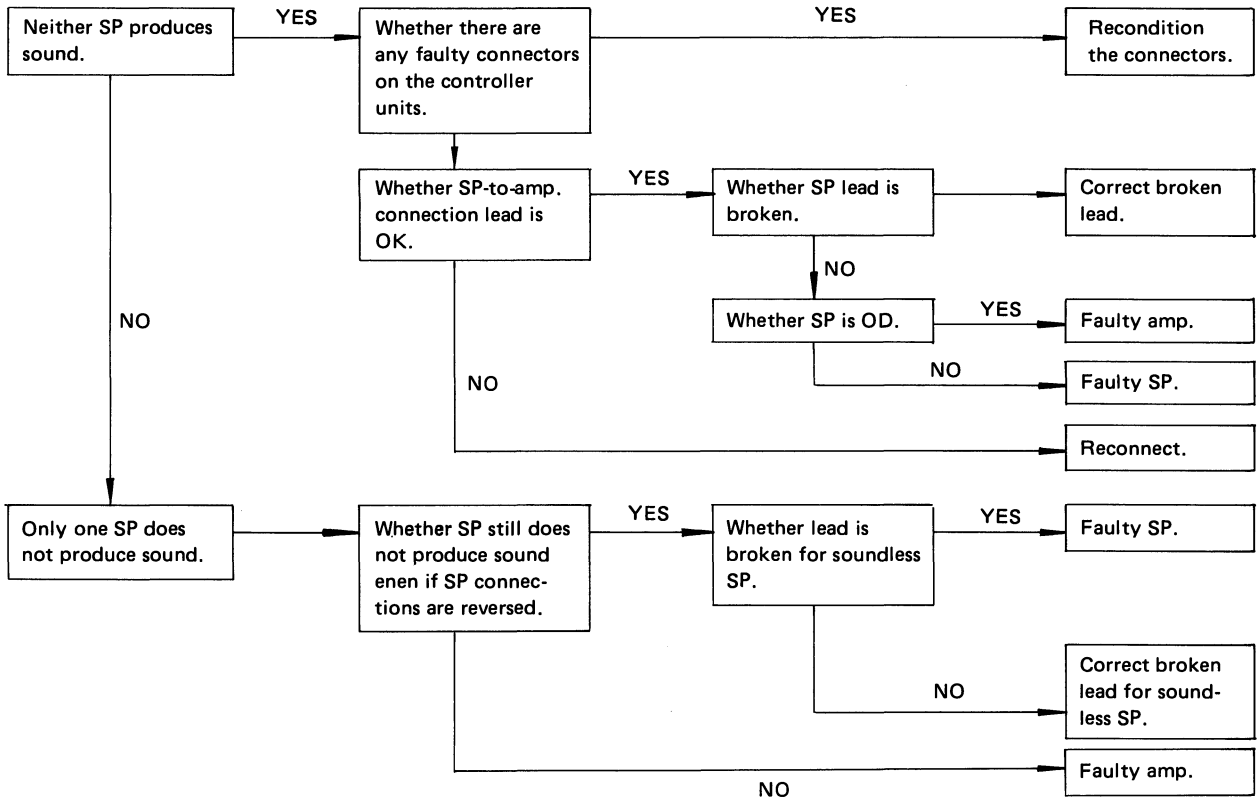 Neither SP produces
sound.
YES
Whether there are
any faulty connectors
on the controller
units.
YES
Recondition
the connectors.
Whether SP-to-amp.
connection lead is
OK.
YES
Whether SP lead is
broken.
Correct broken
lead.
NO
Whether SP is OD.
YES
Faulty amp.
NO
Faulty SP.
NO
Reconnect.
NO
Only one SP does
not produce sound.
Whether SP still does
not produce sound
enen if SP connec-
tions are reversed.
YES
Whether lead is
broken for soundless
SP.
YES
Faulty SP.
NO
Correct broken
lead for sound-
less SP.
NO
Faulty amp.